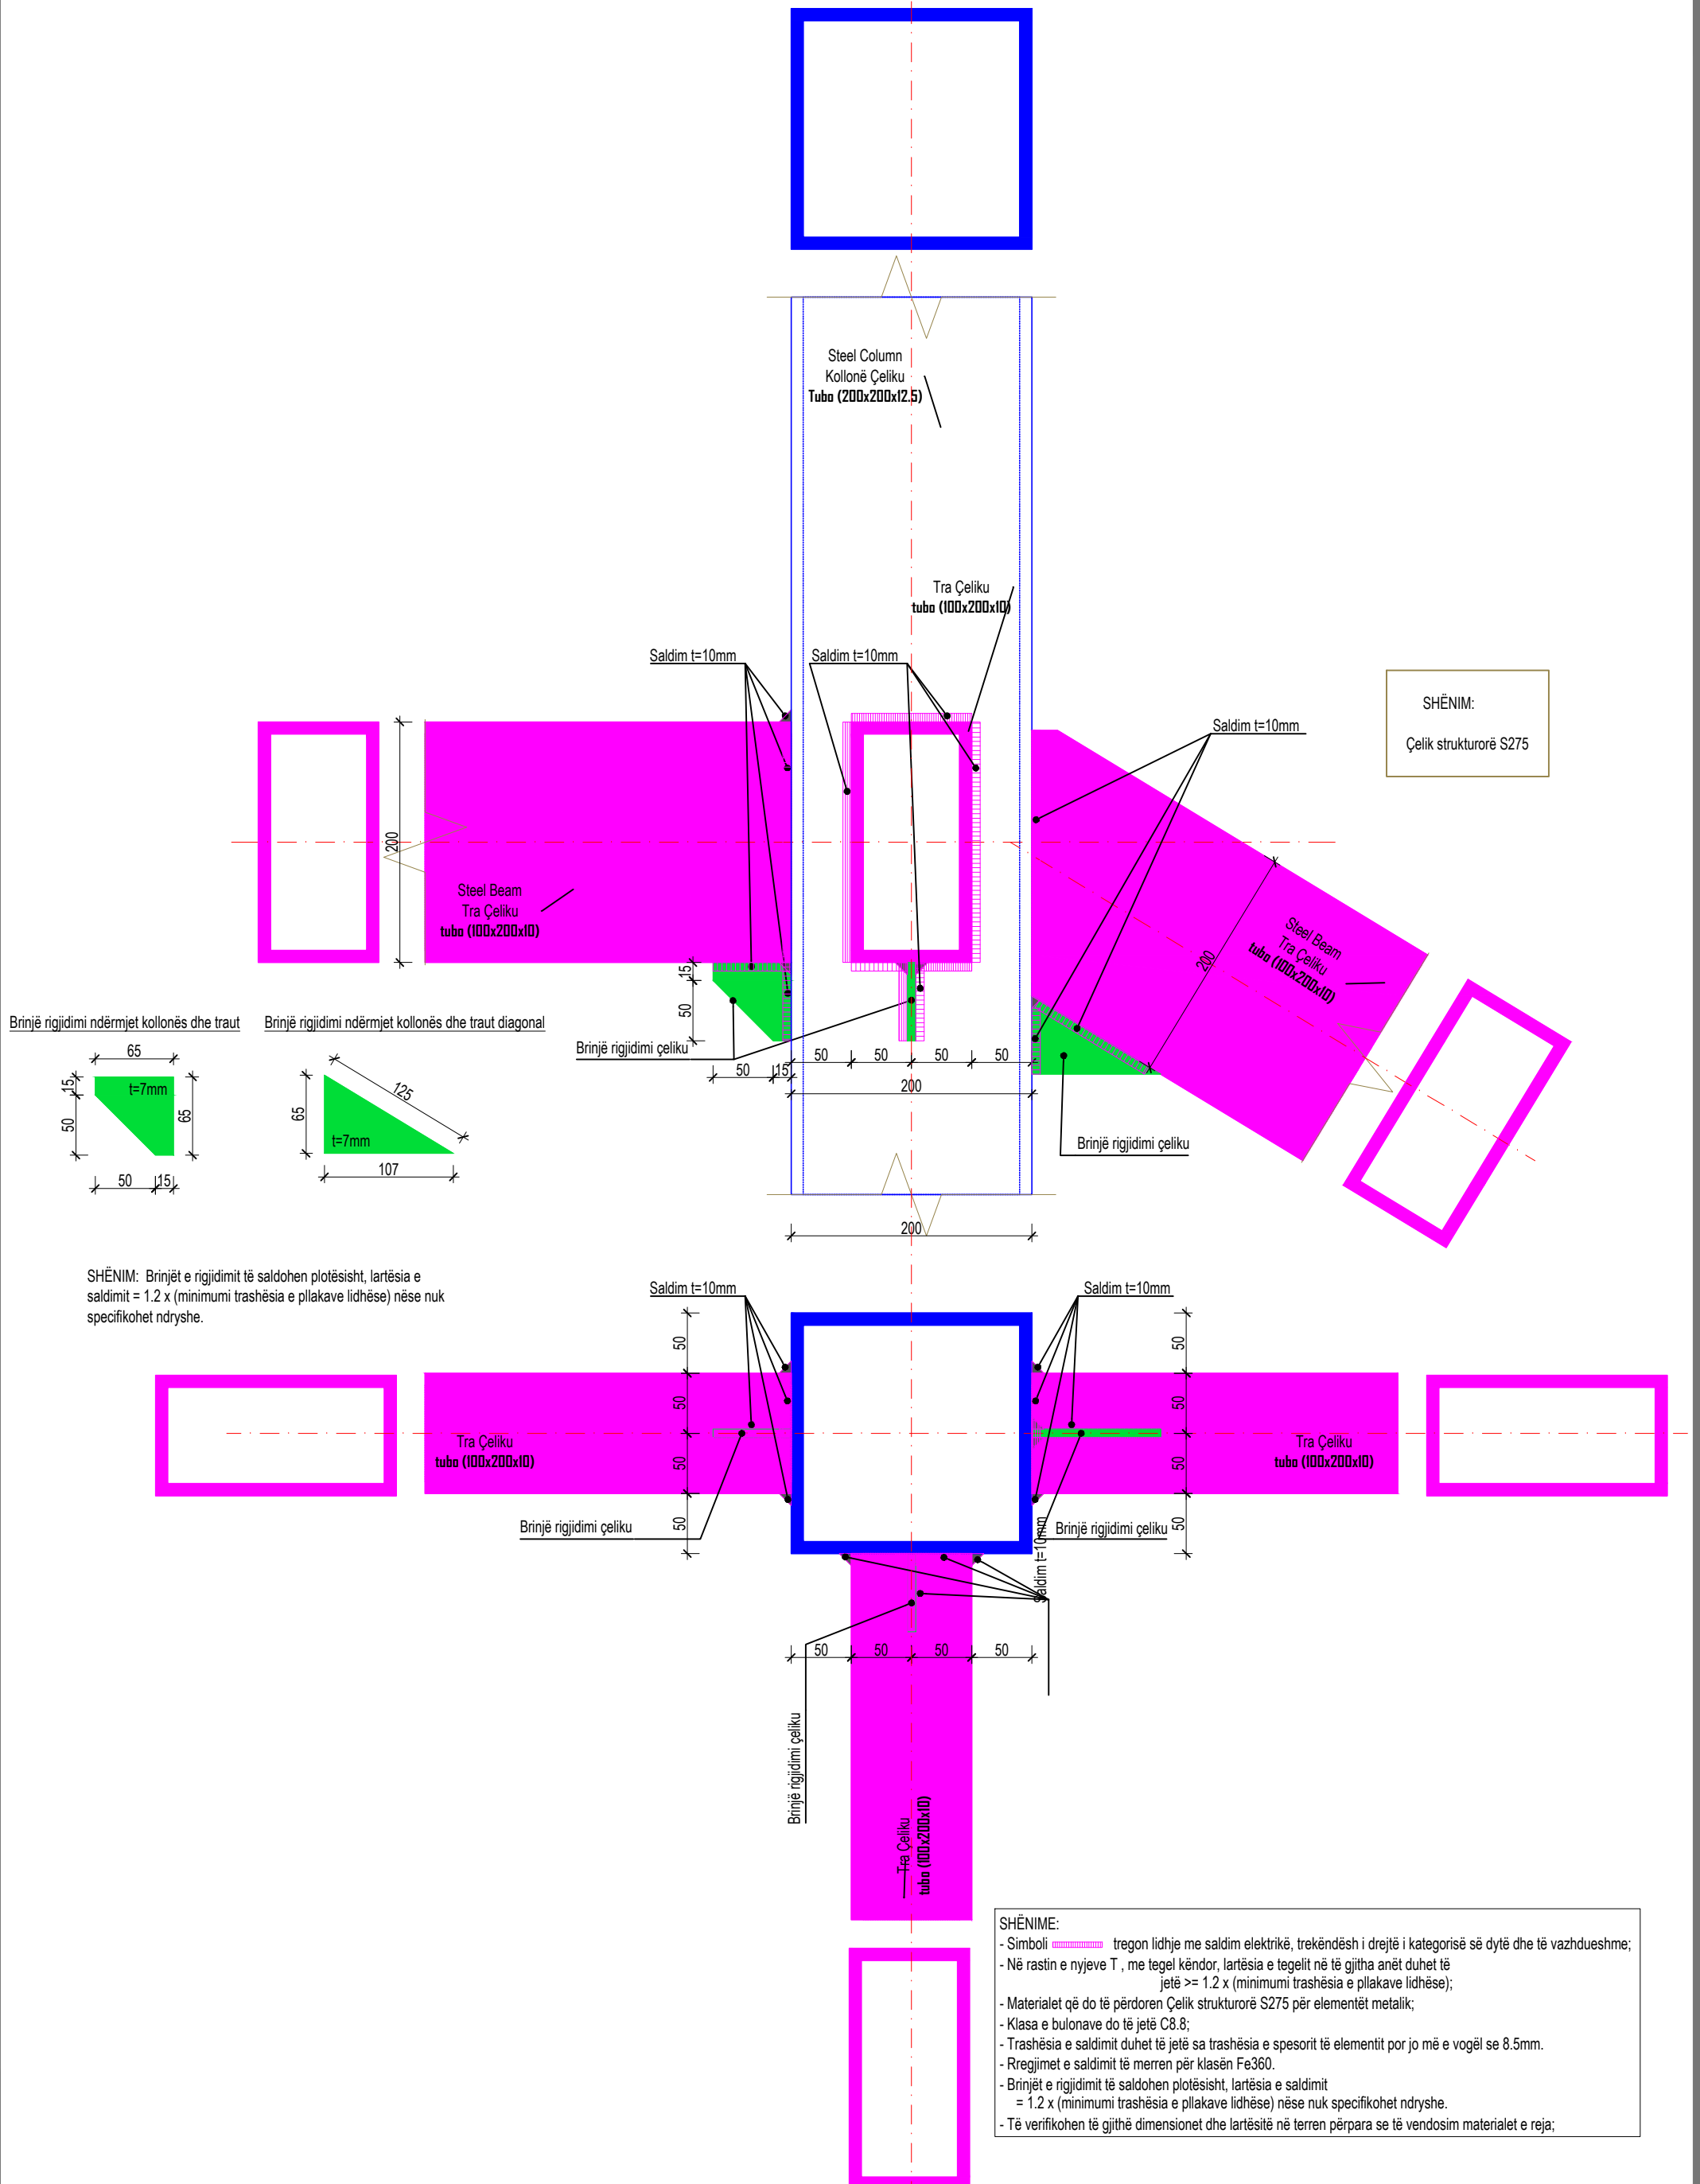 Steel Column
Kollonë Çeliku
Tubo (200x200x12.5)
Tra Çeliku
tubo (100x200x10)
Saldim t=10mm
Saldim t=10mm
Saldim t=10mm
SHËNIM:
Çelik strukturorë S275
200
Steel Beam
Tra Çeliku
tubo (100x200x10)
Steel Beam
Tra Çeliku
tubo (100x200x10)
200
15
50
Brinjë rigjidimi çeliku
50
15
50
50
50
50
200
Brinjë rigjidimi çeliku
Brinjë rigjidimi ndërmjet kollonës dhe traut
65
15
50
t=7mm
65
50
15
Brinjë rigjidimi ndërmjet kollonës dhe traut diagonal
125
65
t=7mm
107
200
SHËNIM: Brinjët e rigjidimit të saldohen plotësisht, lartësia e
saldimit = 1.2 x (minimumi trashësia e pllakave lidhëse) nëse nuk
specifikohet ndryshe.
Saldim t=10mm
Saldim t=10mm
50
50
50
50
50
50
50
50
Tra Çeliku
tubo (100x200x10)
Tra Çeliku
tubo (100x200x10)
Brinjë rigjidimi çeliku
Brinjë rigjidimi çeliku
Saldim t=10mm
50
50
50
50
Brinjë rigjidimi çeliku
Tra Çeliku
tubo (100x200x10)
SHËNIME:
- Simboli tregon lidhje me saldim elektrikë, trekëndësh i drejtë i kategorisë së dytë dhe të vazhdueshme;
- Në rastin e nyjeve T , me tegel këndor, lartësia e tegelit në të gjitha anët duhet të
jetë >= 1.2 x (minimumi trashësia e pllakave lidhëse);
- Materialet që do të përdoren Çelik strukturorë S275 për elementët metalik;
- Klasa e bulonave do të jetë C8.8;
- Trashësia e saldimit duhet të jetë sa trashësia e spesorit të elementit por jo më e vogël se 8.5mm.
- Rregjimet e saldimit të merren për klasën Fe360.
- Brinjët e rigjidimit të saldohen plotësisht, lartësia e saldimit
= 1.2 x (minimumi trashësia e pllakave lidhëse) nëse nuk specifikohet ndryshe.
- Të verifikohen të gjithë dimensionet dhe lartësitë në terren përpara se të vendosim materialet e reja;